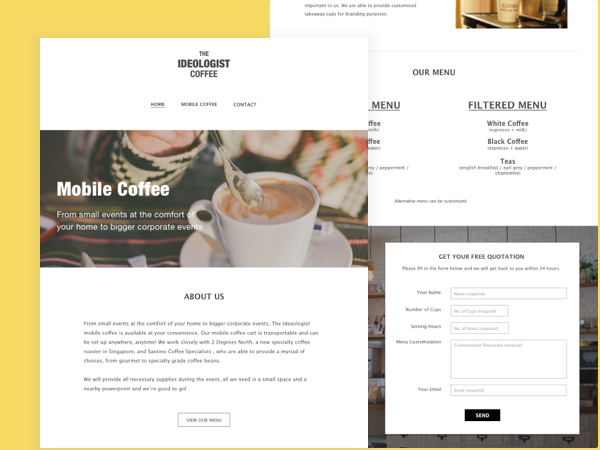 THE
IDEOLOGIST
COFFEE
HOME
MOBILE COFFEE
CONTACT
Mobile Coffee
From small events at the comfort of
your home to bigger corporate events
ABOUT US
From small events at the comfort of your home to bigger corporate events, The Ideologist
mobile coffee is available at your convenience. Our mobile coffee cart is transportable and can
be set up anywhere, anytime! We work closely with 2 Degrees North, a new specialty coffee
roaster in Singapore, and Santino Coffee Specialists , who are able to provide a myriad of
choices, from gourmet to specialty grade coffee beans.
We will provide all necessary supplies during the event, all we need is a small space and a
nearby powerpoint and we're good to go!
VIEW OUR MENU
important to us. We are able to provide customised
takeaway cups for branding purposes.
OUR MENU
MENU
ffee
milk)
ffee
water)
grey / peppermint /
FILTERED MENU
White Coffee
(espresso + milk)
Black Coffee
(espresso + water)
Teas
(english breakfast / earl grey / peppermint /
chamomile)
Alternative menu can be customized
GET YOUR FREE QUOTATION
Please fill in the form below and we will get back to you within 24 hours.
Your Name
Name (required)
Number of Cups
No. of Cups (required)
Serving Hours
No. of Hours (required)
Menu Customization
Customization Requested (optional)
Your Email
Email (required)
SEND